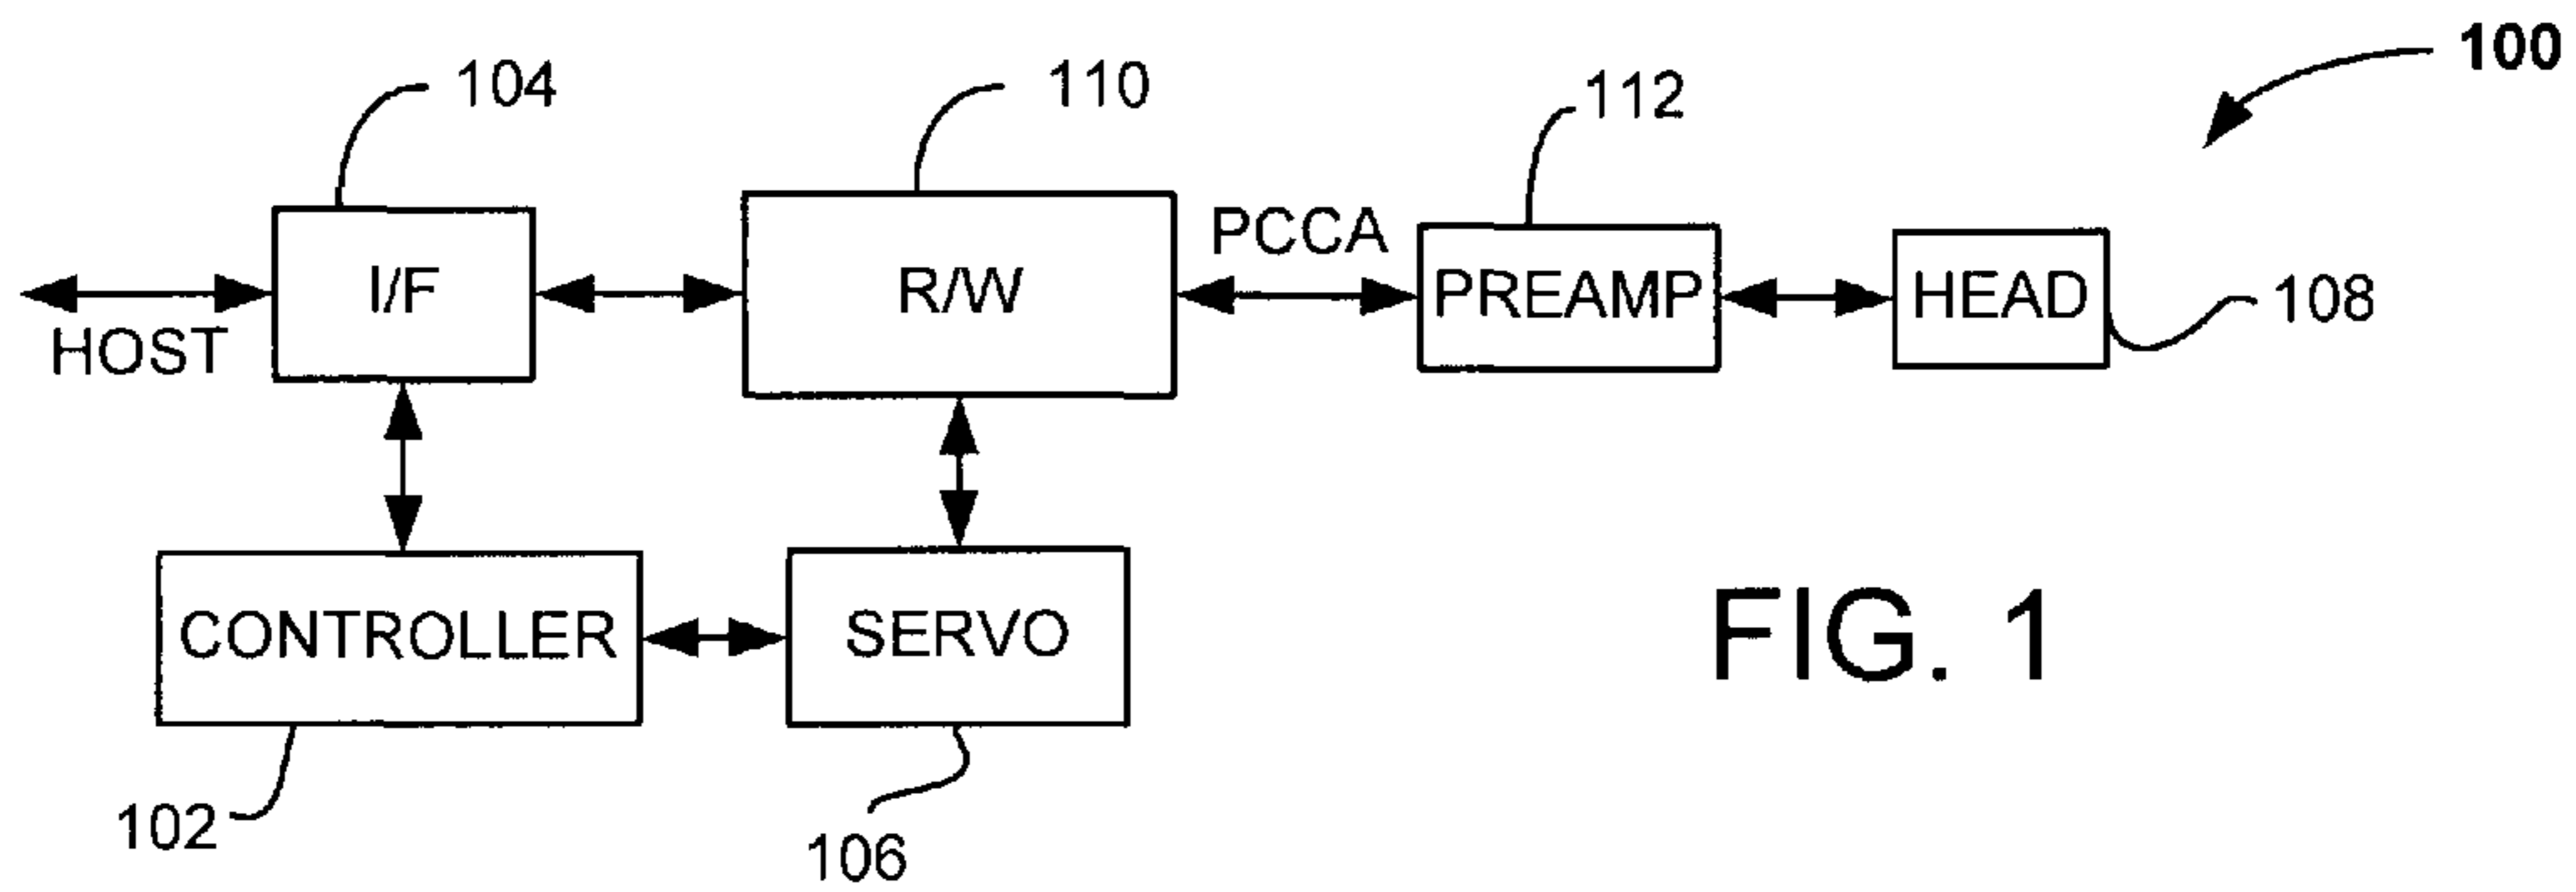 100
104
110
112
PCCA
I/F
R/W
PREAMP
HEAD
108
HOST
CONTROLLER
SERVO
FIG. 1
102
106